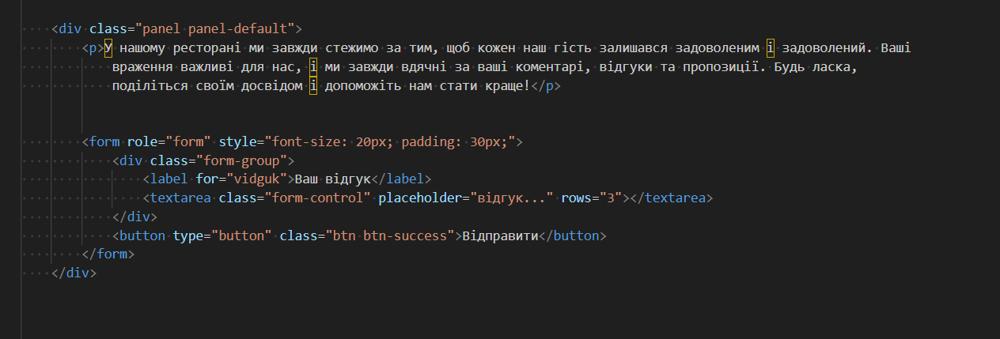 <div class="panel panel-default">
<p>У нашому ресторані ми завжди стежимо за тим, щоб кожен наш гість залишався задоволеним і задоволений. Ваші
враження важливі для нас, і ми завжди вдячні за ваші коментарі, відгуки та пропозиції. Будь ласка,
поділіться своїм досвідом і допоможіть нам стати краще!</p>
<form role="form" style="font-size: 20px; padding: 30px;">
<div class="form-group">
<label for="vidguk">Ваш відгук</label>
<textarea class="form-control" placeholder="відгук..." rows="3"></textarea>
</div>
<button type="button" class="btn btn-success">Відправити</button>
</form>
</div>